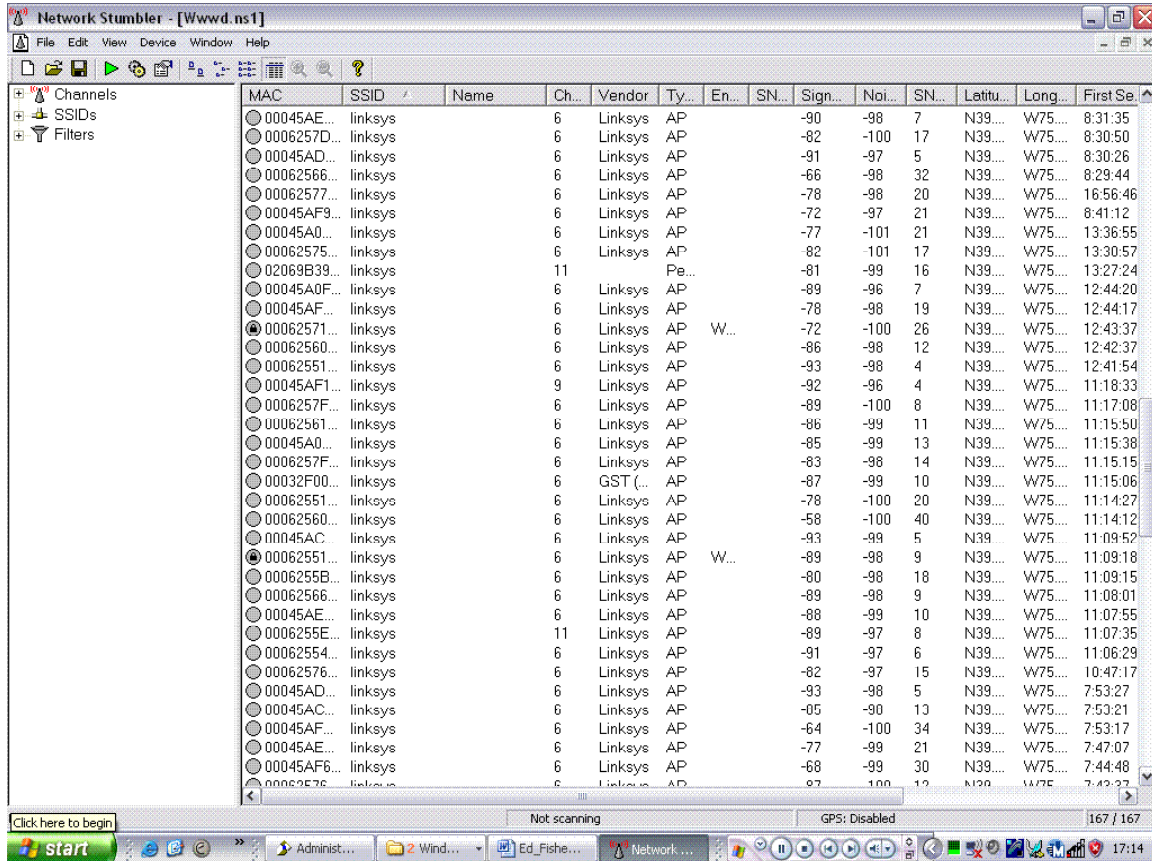 Network Stumbler - [Wwwd.ns1]
File Edit View Device Window Help
Channels
SSIDs
Filters
MAC SSID Name Ch... Vendor Ty... En... SN... Sign... Noi... SN... Latitu... Long... First Se...
00045AE... linksys 6 Linksys AP -90 -98 7 N39.... W75.... 8:31:35
0006257D... linksys 6 Linksys AP -82 -100 17 N39.... W75.... 8:30:50
00045AD... linksys 6 Linksys AP -91 -97 5 N39.... W75.... 8:30:26
00062566... linksys 6 Linksys AP -66 -98 32 N39.... W75.... 8:29:44
00062577... linksys 6 Linksys AP -78 -98 20 N39.... W75.... 16:56:46
00045AF9... linksys 6 Linksys AP -72 -97 21 N39.... W75.... 8:41:12
00045A0... linksys 6 Linksys AP -77 -101 21 N39.... W75.... 13:36:55
00062575... linksys 6 Linksys AP -82 -101 17 N39.... W75.... 13:30:57
02069B39... linksys 11 Pe... -81 -99 16 N39.... W75.... 13:27:24
00045A0F... linksys 6 Linksys AP -89 -96 7 N39.... W75.... 12:44:20
00045AF... linksys 6 Linksys AP -78 -98 19 N39.... W75.... 12:44:17
00062571... linksys 6 Linksys AP W... -72 -100 26 N39.... W75.... 12:43:37
00062560... linksys 6 Linksys AP -86 -98 12 N39.... W75.... 12:42:37
00062551... linksys 6 Linksys AP -93 -98 4 N39.... W75.... 12:41:54
00045AF1... linksys 9 Linksys AP -92 -96 4 N39.... W75.... 11:18:33
0006257F... linksys 6 Linksys AP -89 -100 8 N39.... W75.... 11:17:08
00062561... linksys 6 Linksys AP -86 -99 11 N39.... W75.... 11:15:50
00045A0... linksys 6 Linksys AP -85 -99 13 N39.... W75.... 11:15:38
0006257F... linksys 6 Linksys AP -83 -98 14 N39.... W75.... 11:15:15
00032F00... linksys 6 GST (... AP -87 -99 10 N39.... W75.... 11:15:06
00062551... linksys 6 Linksys AP -78 -100 20 N39.... W75.... 11:14:27
00062560... linksys 6 Linksys AP -58 -100 40 N39.... W75.... 11:14:12
00045AC... linksys 6 Linksys AP -93 -99 5 N39.... W75.... 11:09:52
00062551... linksys 6 Linksys AP W... -89 -98 9 N39.... W75.... 11:09:18
0006255B... linksys 6 Linksys AP -80 -98 18 N39.... W75.... 11:09:15
00062566... linksys 6 Linksys AP -89 -98 9 N39.... W75.... 11:08:01
00045AE... linksys 6 Linksys AP -88 -99 10 N39.... W75.... 11:07:55
0006255E... linksys 11 Linksys AP -89 -97 8 N39.... W75.... 11:07:35
00062554... linksys 6 Linksys AP -91 -97 6 N39.... W75.... 11:06:29
00062576... linksys 6 Linksys AP -82 -97 15 N39.... W75.... 10:47:17
00045AD... linksys 6 Linksys AP -93 -98 5 N39.... W75.... 7:53:27
00045AC... linksys 6 Linksys AP 13 N39.... W75.... 7:53:21
00045AF... linksys 6 Linksys AP -64 -100 34 N39.... W75.... 7:53:17
00045AE... linksys 6 Linksys AP -77 -99 21 N39.... W75.... 7:47:07
00045AF6... linksys 6 Linksys AP -68 -99 30 N39.... W75.... 7:44:48
Click here to begin
Not scanning GPS: Disabled 167 / 167
start Administ... 2 Wind... Ed_Fishe... Network ... 17:14